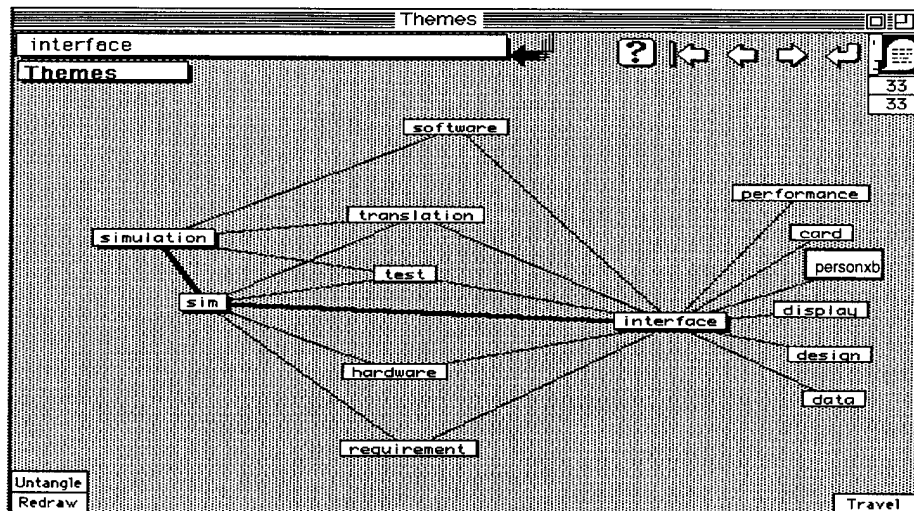 Themes
interface
?
Themes
33
33
software
performance
translation
card
simulation
personxb
test
sim
display
interface
design
hardware
data
requirement
Untangle
Redraw
Travel